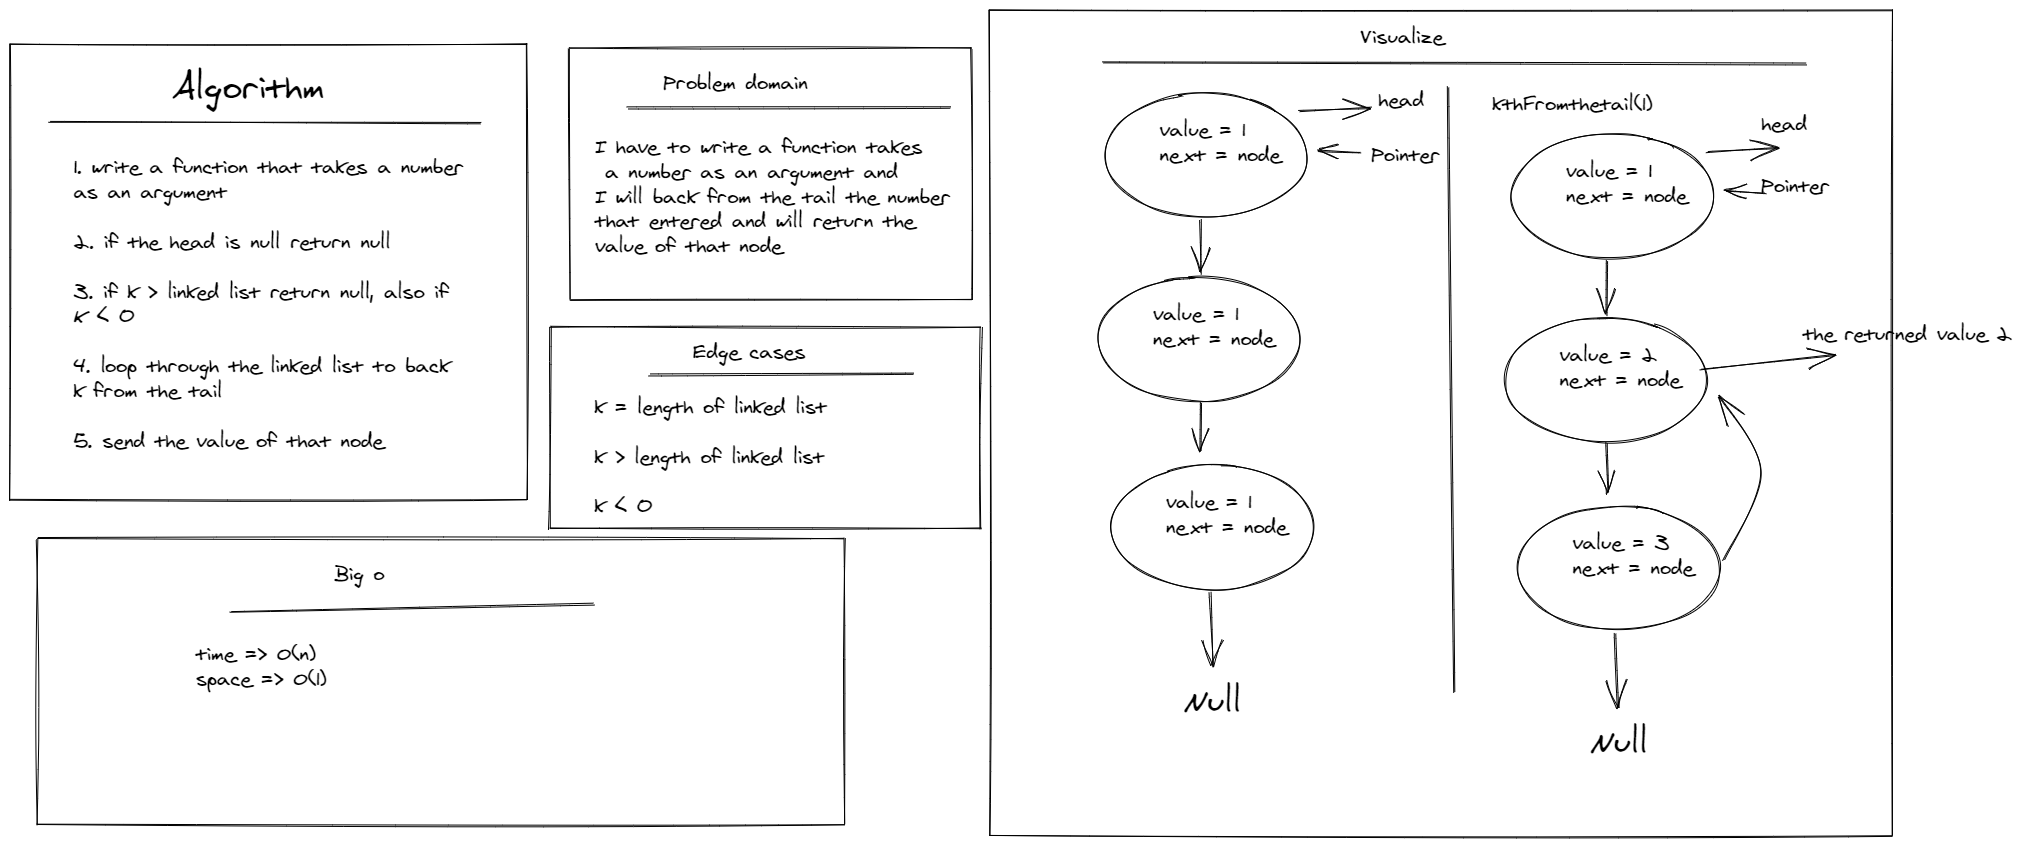 Algorithm
1. write a function that takes a number
as an argument
2. if the head is null return null
3. if k > linked list return null, also if
k < 0
4. loop through the linked list to back
k from the tail
5. send the value of that node
Problem domain
I have to write a function takes
a number as an argument and
I will back from the tail the number
that entered and will return the
value of that node
Edge cases
k = length of linked list
k > length of linked list
k < 0
Big o
time => O(n)
space => O(1)
Visualize
head
value = 1
next = node
Pointer
value = 1
next = node
value = 1
next = node
Null
kthFromthetail(1)
head
value = 1
next = node
Pointer
the returned value 2
value = 2
next = node
value = 3
next = node
Null